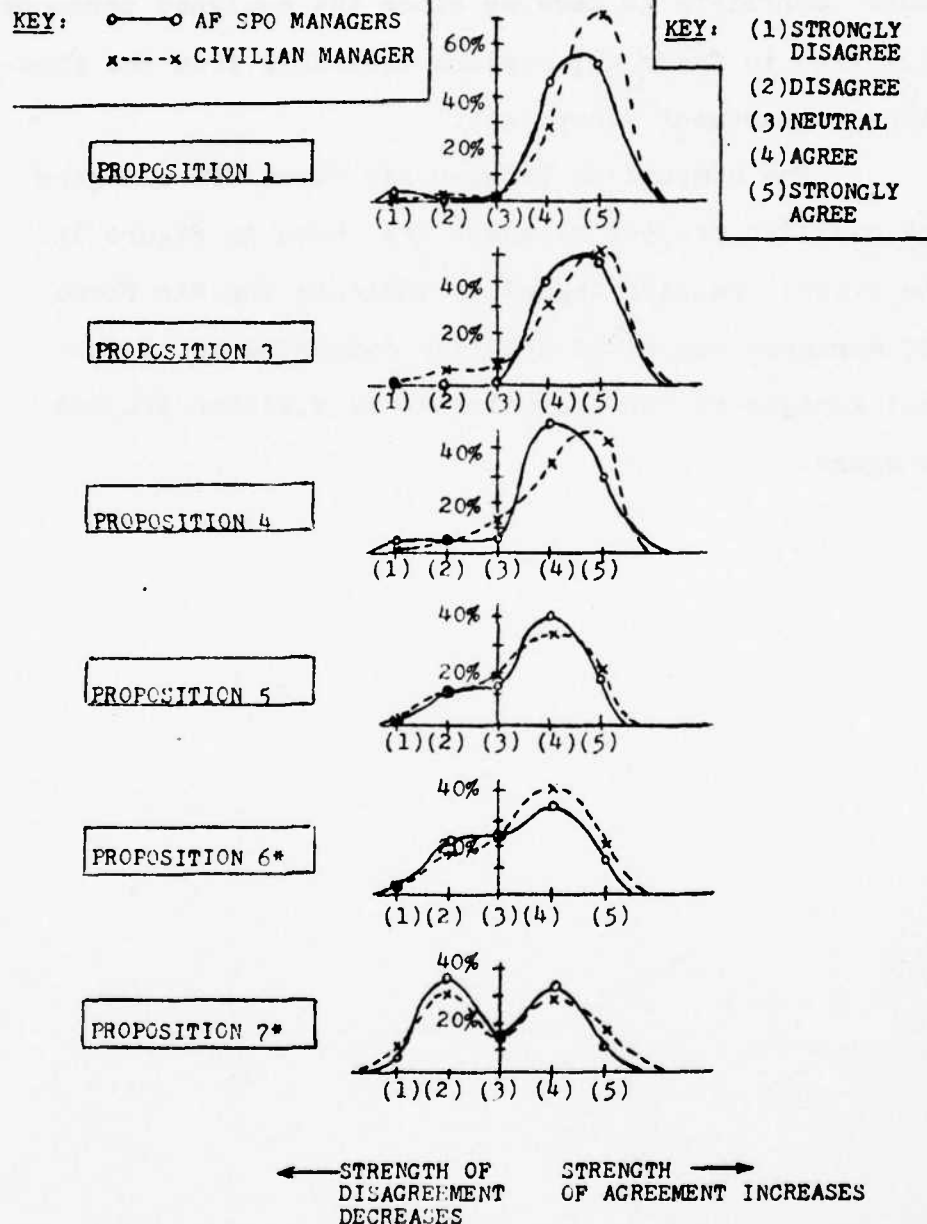 KEY: AF SPO MANAGERS
CIVILIAN MANAGER
KEY: (1) STRONGLY
DISAGREE
(2) DISAGREE
(3) NEUTRAL
(4) AGREE
(5) STRONGLY
AGREE
60%
40%
20%
PROPOSITION 1
(1) (2) (3) (4) (5)
40%
20%
PROPOSITION 3
(1) (2) (3) (4) (5)
40%
20%
PROPOSITION 4
(1) (2) (3) (4) (5)
40%
20%
PROPOSITION 5
(1)(2) (3) (4) (5)
40%
20%
PROPOSITION 6*
(1)(2) (3)(4) (5)
40%
20%
PROPOSITION 7*
(1) (2) (3) (4) (5)
STRENGTH OF STRENGTH
DISAGREEMENT OF AGREEMENT INCREASES
DECREASES